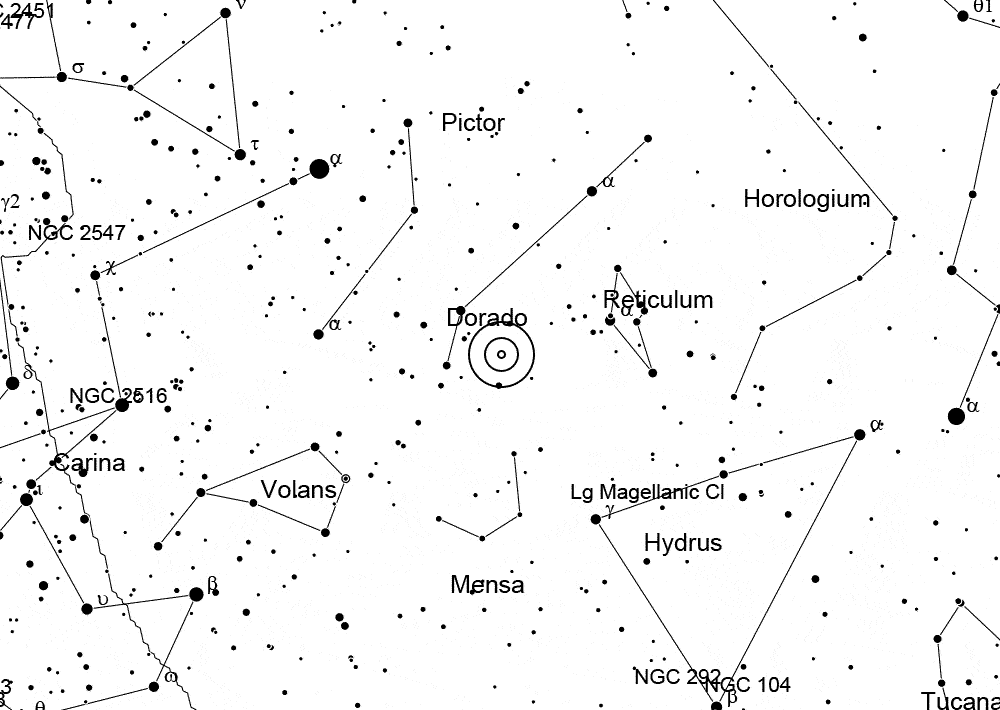 C 2451
477
ν
θ1
σ
τ
α
Pictor
α
γ2
Horologium
NGC 2547
χ
Reticulum
α
Dorado
α
δ
NGC 2516
α
α
Carina
ι
Volans
Lg Magellanic Cl
γ
Hydrus
Mensa
β
υ
ω
NGC 292
NGC 104
β
3
θ
Tucana